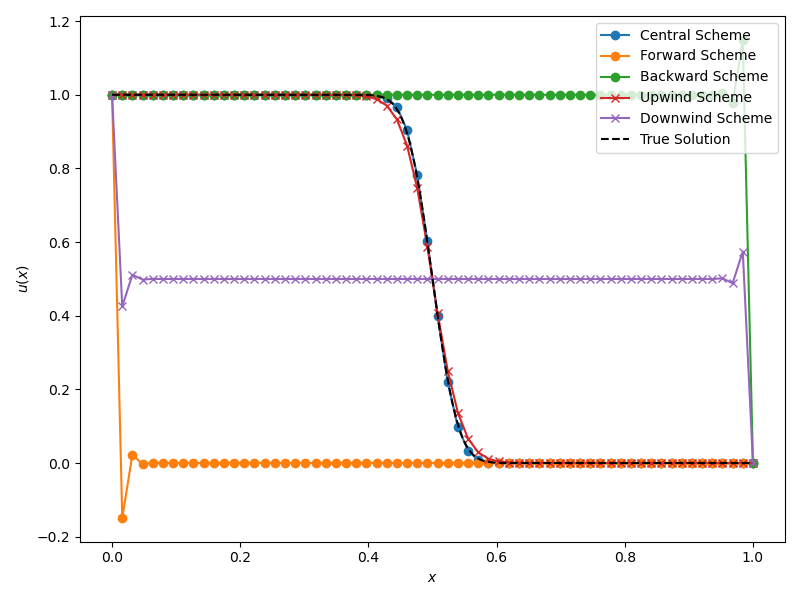 1.2
1.0
0.8
0.6
0.4
0.2
0.0
−0.2
u(x)
Central Scheme
Forward Scheme
Backward Scheme
Upwind Scheme
Downwind Scheme
True Solution
0.0 0.2 0.4 0.6 0.8 1.0
x